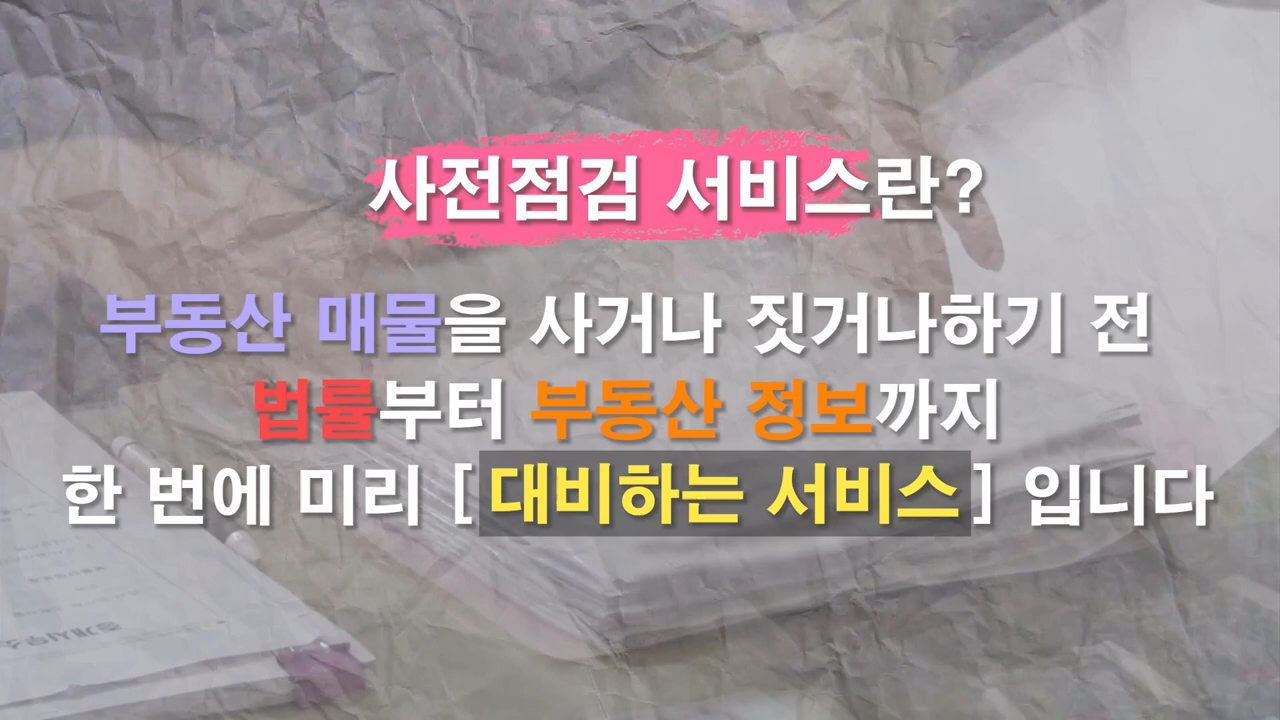 사전점검 서비스란?
부동산 매물을 사거나 짓거나하기 전
법률부터 부동산 정보까지
한 번에 미리 [대비하는 서비스] 입니다